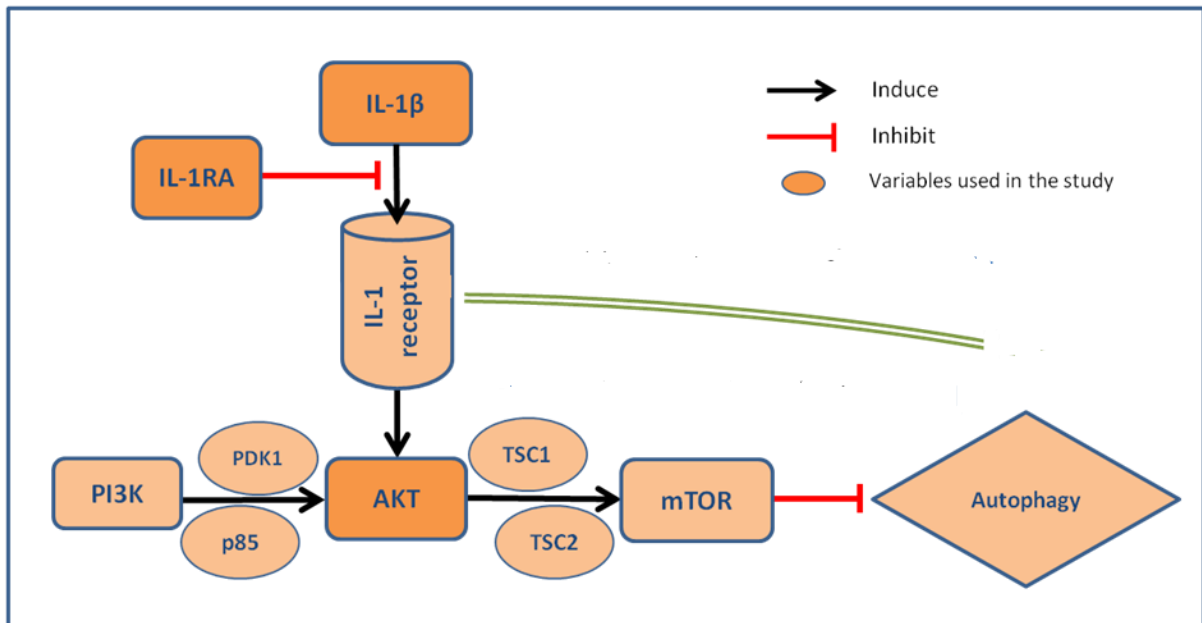 IL-1β
Induce
Inhibit
IL-1RA
Variables used in the study
IL-1
receptor
PDK1
TSC1
PI3K
AKT
mTOR
Autophagy
p85
TSC2